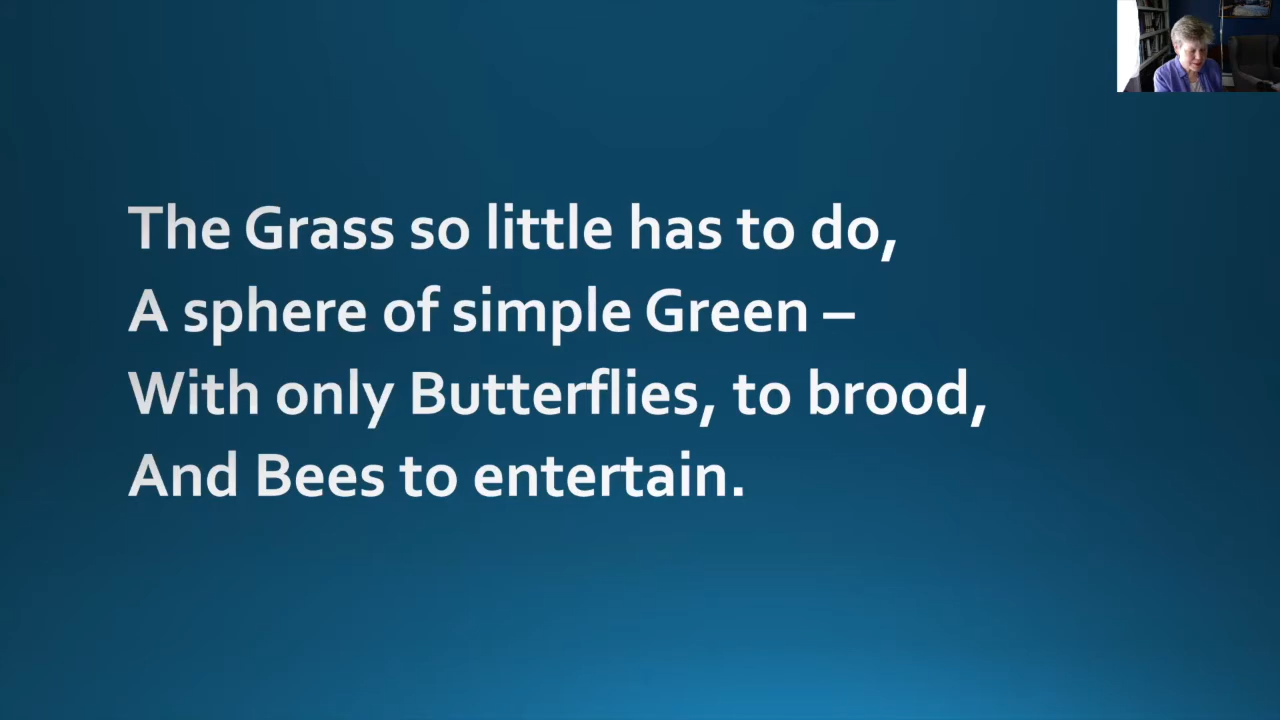 The Grass so little has to do,
A sphere of simple Green –
With only Butterflies, to brood,
And Bees to entertain.